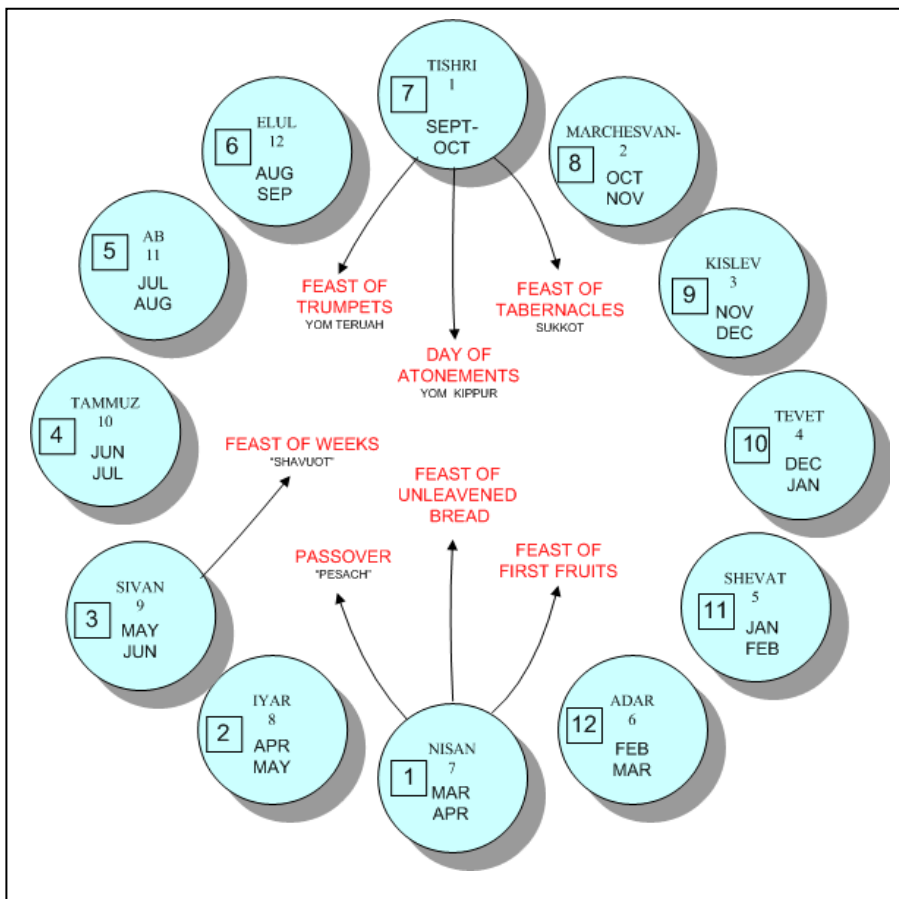 TISHRI
1
7
SEPT-
OCT
MARCHESVAN-
2
8
OCT
NOV
KISLEV
3
9
NOV
DEC
TEVET
4
10
DEC
JAN
SHEVAT
5
11
JAN
FEB
ADAR
6
12
FEB
MAR
NISAN
7
1
MAR
APR
IYAR
8
2
APR
MAY
SIVAN
9
3
MAY
JUN
TAMMUZ
10
4
JUN
JUL
AB
11
5
JUL
AUG
ELUL
12
6
AUG
SEP
FEAST OF
TRUMPETS
YOM TERUAH
DAY OF
ATONEMENTS
YOM KIPPUR
FEAST OF
TABERNACLES
SUKKOT
FEAST OF WEEKS
"SHAVUOT"
PASSOVER
"PESACH"
FEAST OF
UNLEAVENED
BREAD
FEAST OF
FIRST FRUITS